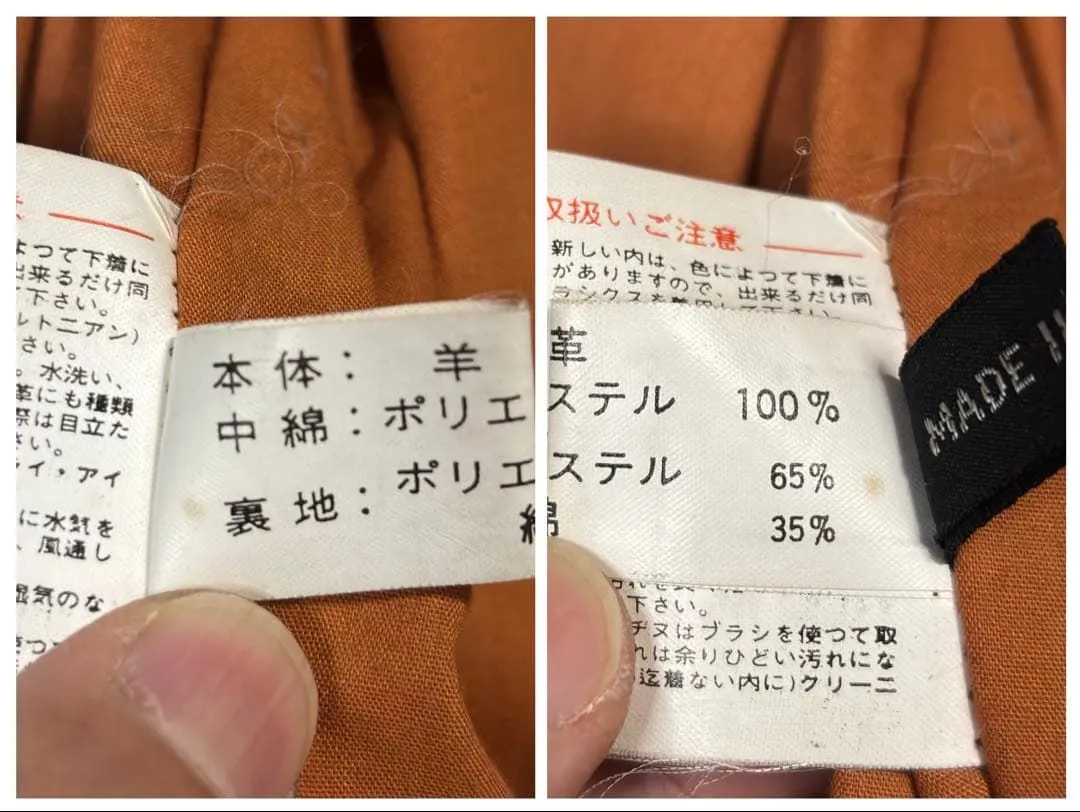 よつて下着に
出来るだけ同
下さい。
ルトニアン)
さい。
。水洗い、
革にも種類
際は目立た
さい。
ライ・アイ
に水気を
、風通し
湿気のな
本体: 羊
中綿:ポリエ
ポリエ
裏地:
綿
取扱いご注意
新しい内は、色によつて下着に
がありますので、出来るだけ同
革
ステル 100%
ステル 65%
綿 35%
下さい。
ヂヌはブラシを使つて取
れは余りひどい汚れにな
迄着ない内に)クリーニ
MADE